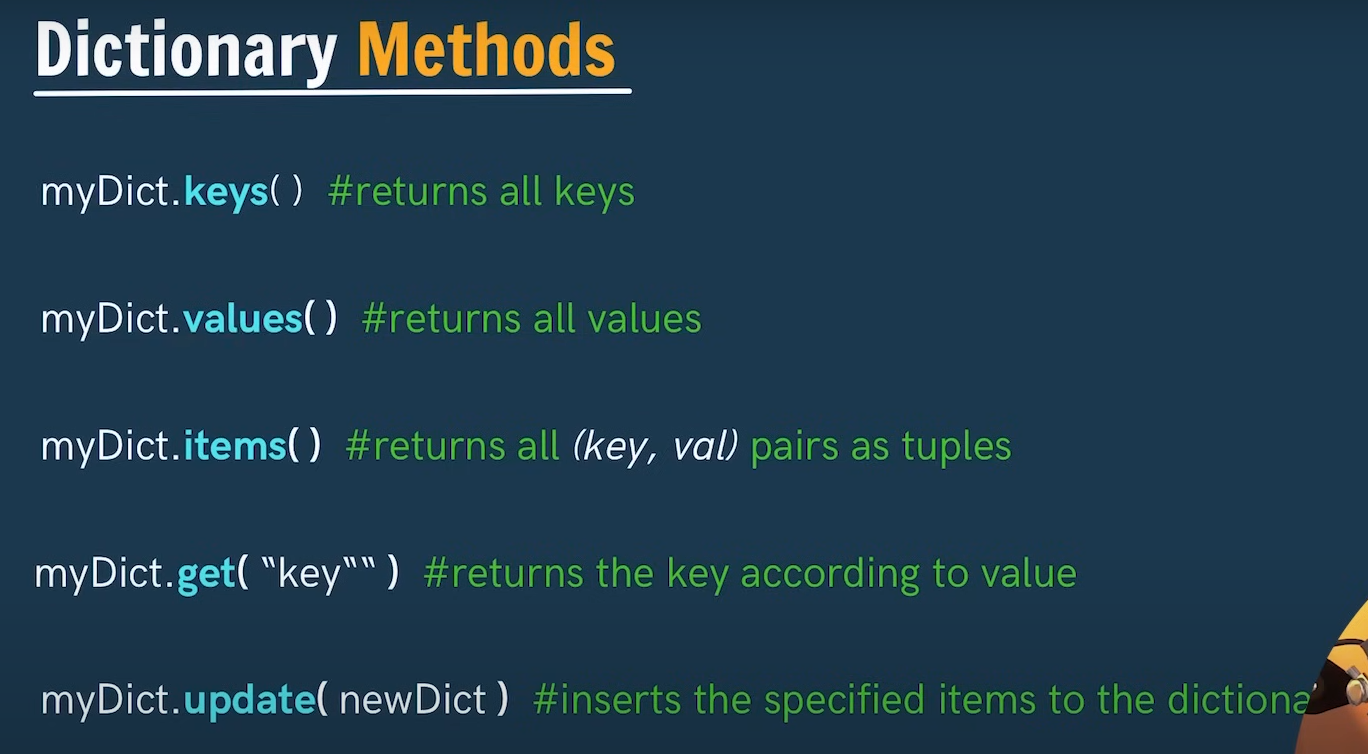 Dictionary Methods
myDict.keys( ) #returns all keys
myDict.values( ) #returns all values
myDict.items( ) #returns all (key, val) pairs as tuples
myDict.get( “key““ ) #returns the key according to value
myDict.update( newDict ) #inserts the specified items to the